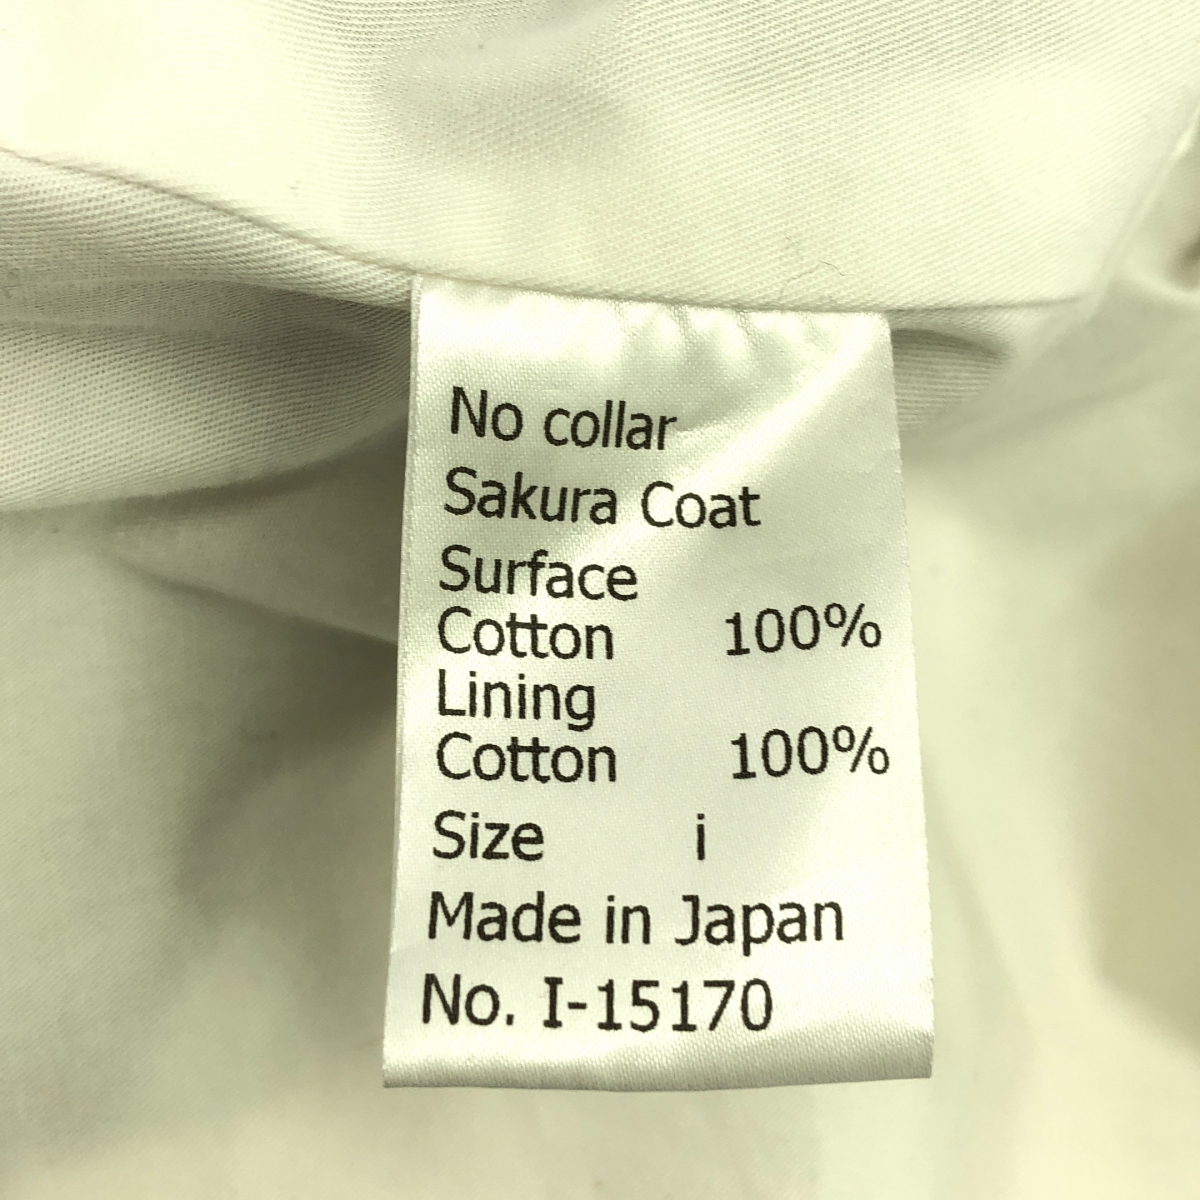 No collar
Sakura Coat
Surface
Cotton 100%
Lining
Cotton 100%
Size i
Made in Japan
No. I-15170